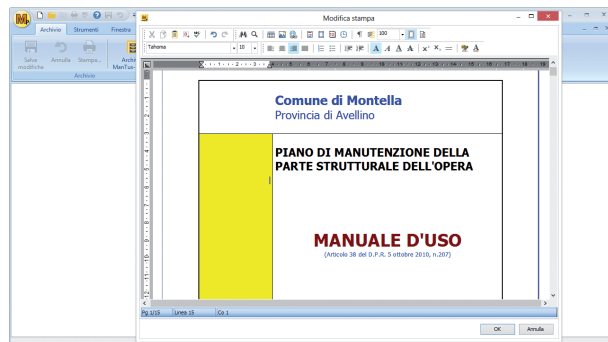 Modifica stampa
Archivio Strumenti Finestra
Salva modifiche
Annulla
Stampa...
Archivio
Tahoma
10
100
Comune di Montella
Provincia di Avellino
PIANO DI MANUTENZIONE DELLA
PARTE STRUTTURALE DELL'OPERA
MANUALE D'USO
(Articolo 38 del D.P.R. 5 ottobre 2010, n.207)
Pg 1/15 Linea 15 Co 1
OK Annulla